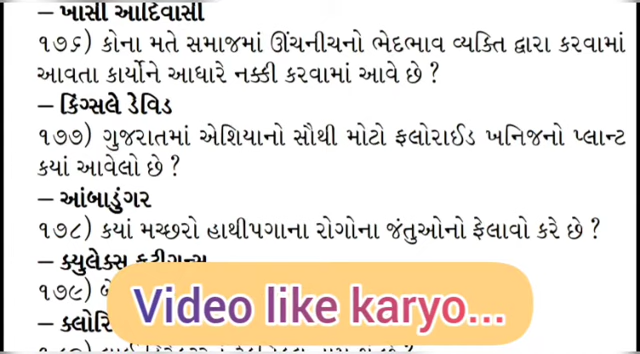 – ખાસી આદિવાસી
૧૭૬) કોના મતે સમાજમાં ઊંચનીચનો ભેદભાવ વ્યક્તિ દ્વારા કરવામાં
આવતા કાર્યોને આધારે નક્કી કરવામાં આવે છે ?
– કિંગ્સલે ડેવિડ
૧૭૭) ગુજરાતમાં એશિયાનો સૌથી મોટો ફલોરાઈડ ખનિજનો પ્લાન્ટ
કયાં આવેલો છે ?
– આંબાડુંગર
૧૭૮) કયાં મચ્છરો હાથીપગાના રોગોના જંતુઓનો ફેલાવો કરે છે ?
– ક્યુલેક્સ
૧૭૯)
Video like karyo...